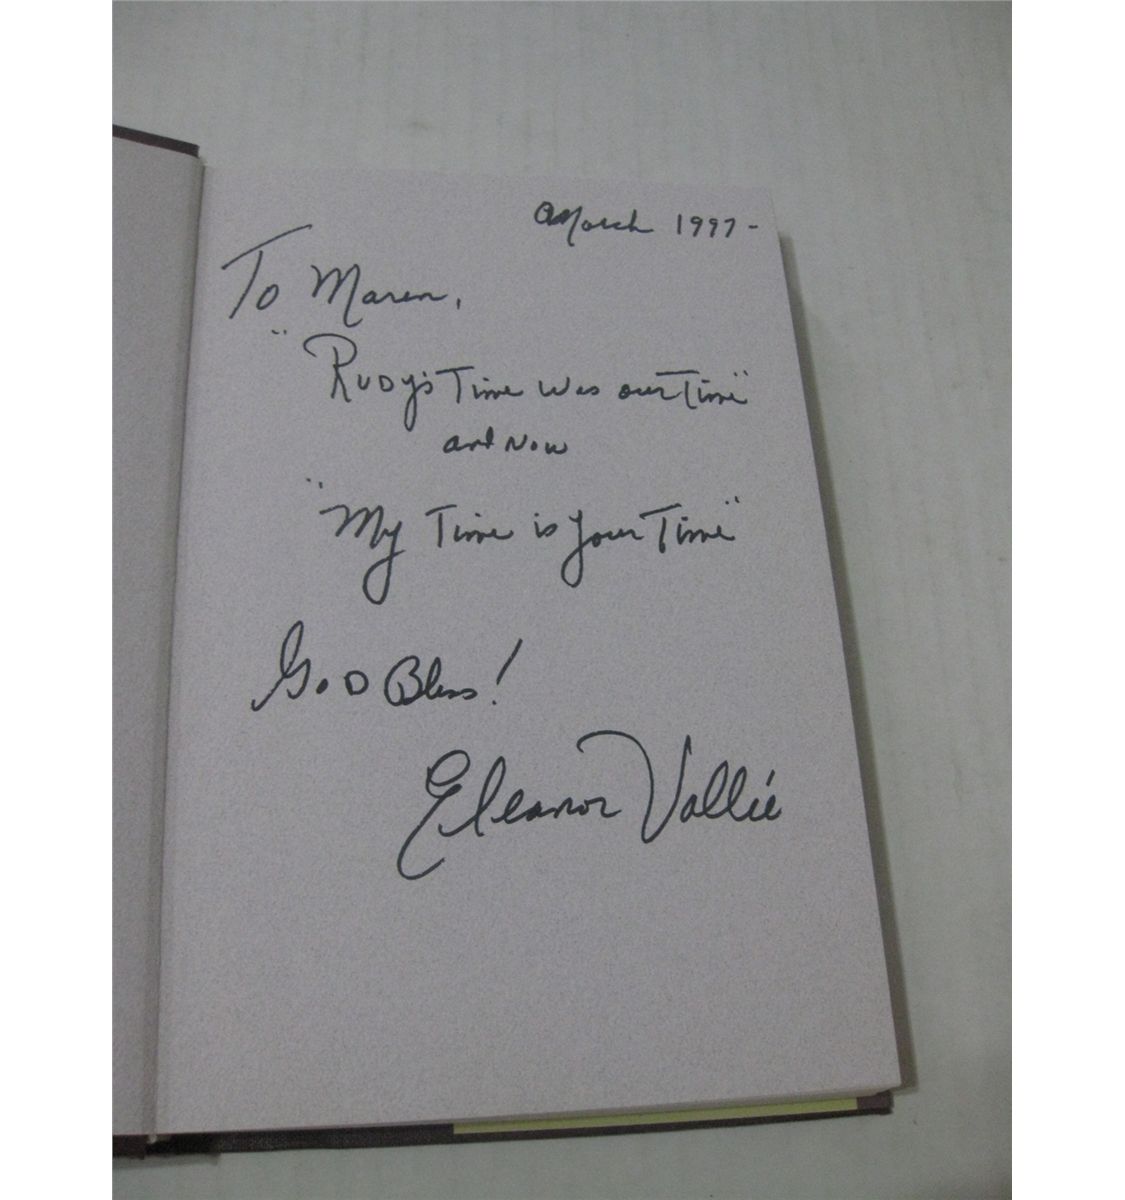 March 1997-
To Maren,
"Rudy's Time Was our Time"
and Now
"My Time is Your Time"
God Bless!
Eleanor Vallée